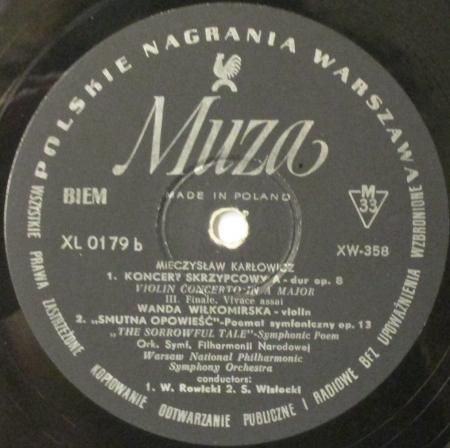 POLSKIE NAGRANIA WARSZAWA
Muza
MADE IN POLAND
BIEM
M
33
XL 0179 b
XW-358
MIECZYSŁAW KARŁOWICZ
1. KONCERT SKRZYPCOWY A-dur op. 8
VIOLIN CONCERTO IN A MAJOR
III. Finale. Vivace assai
WANDA WIŁKOMIRSKA-violin
2. „SMUTNA OPOWIEŚĆ"-Poemat symfoniczny op. 13
„THE SORROWFUL TALE"-Symphonic Poem
Ork. Symf. Filharmonii Narodowej
Warsaw National Philharmonic
Symphony Orchestra
conductors:
1. W. Rowicki 2. S. Wisłocki
WSZYSTKIE PRAWA ZASTRZEŻONE KOPIOWANIE ODTWARZANIE PUBLICZNE I RADIOWE BEZ UPOWAŻNIENIA WZBRONIONE